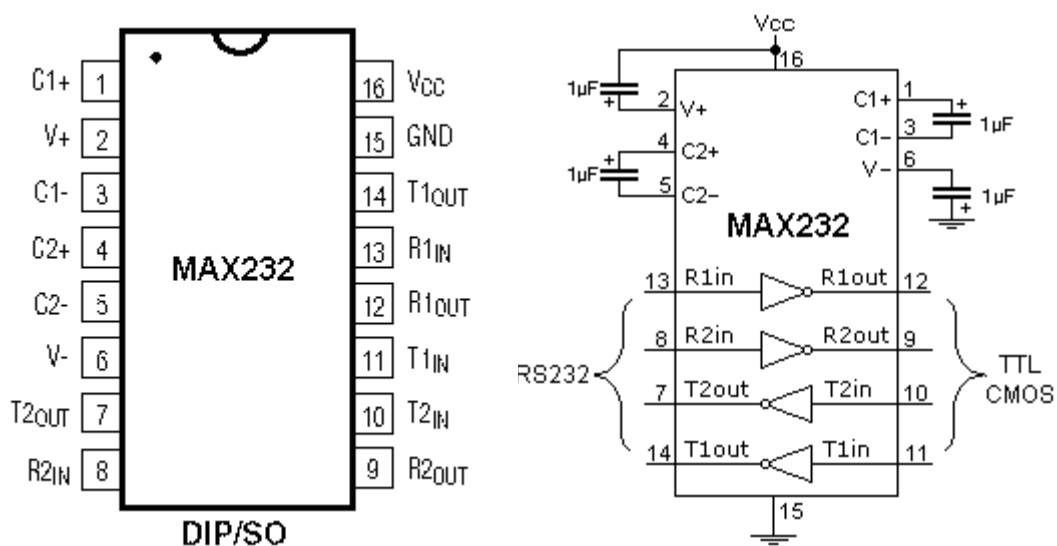 C1+ 1
V+ 2
C1- 3
C2+ 4
C2- 5
V- 6
T2OUT 7
R2IN 8
16 VCC
15 GND
14 T1OUT
13 R1IN
12 R1OUT
11 T1IN
10 T2IN
9 R2OUT
MAX232
DIP/SO
Vcc
16
1µF + 2 V+
4 C2+
1µF + 5 C2-
C1+ 1 +
C1- 3 1µF
V- 6
1µF +
MAX232
13 R1in R1out 12
8 R2in R2out 9
RS232
7 T2out T2in 10
TTL
CMOS
14 T1out T1in 11
15